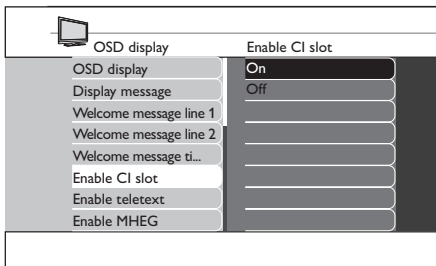 OSD display
Enable CI slot
OSD display
On
Display message
Off
Welcome message line 1
Welcome message line 2
Welcome message ti...
Enable CI slot
Enable teletext
Enable MHEG